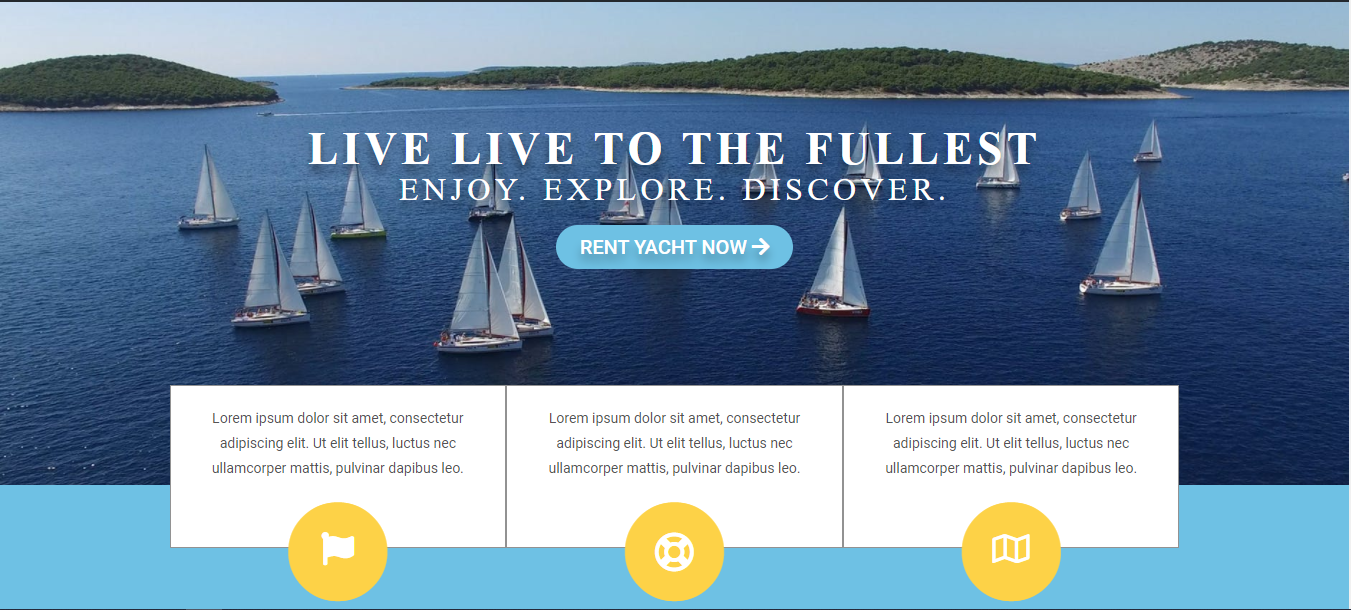 LIVE LIVE TO THE FULLEST
ENJOY. EXPLORE. DISCOVER.
RENT YACHT NOW
Lorem ipsum dolor sit amet, consectetur
adipiscing elit. Ut elit tellus, luctus nec
ullamcorper mattis, pulvinar dapibus leo.
Lorem ipsum dolor sit amet, consectetur
adipiscing elit. Ut elit tellus, luctus nec
ullamcorper mattis, pulvinar dapibus leo.
Lorem ipsum dolor sit amet, consectetur
adipiscing elit. Ut elit tellus, luctus nec
ullamcorper mattis, pulvinar dapibus leo.